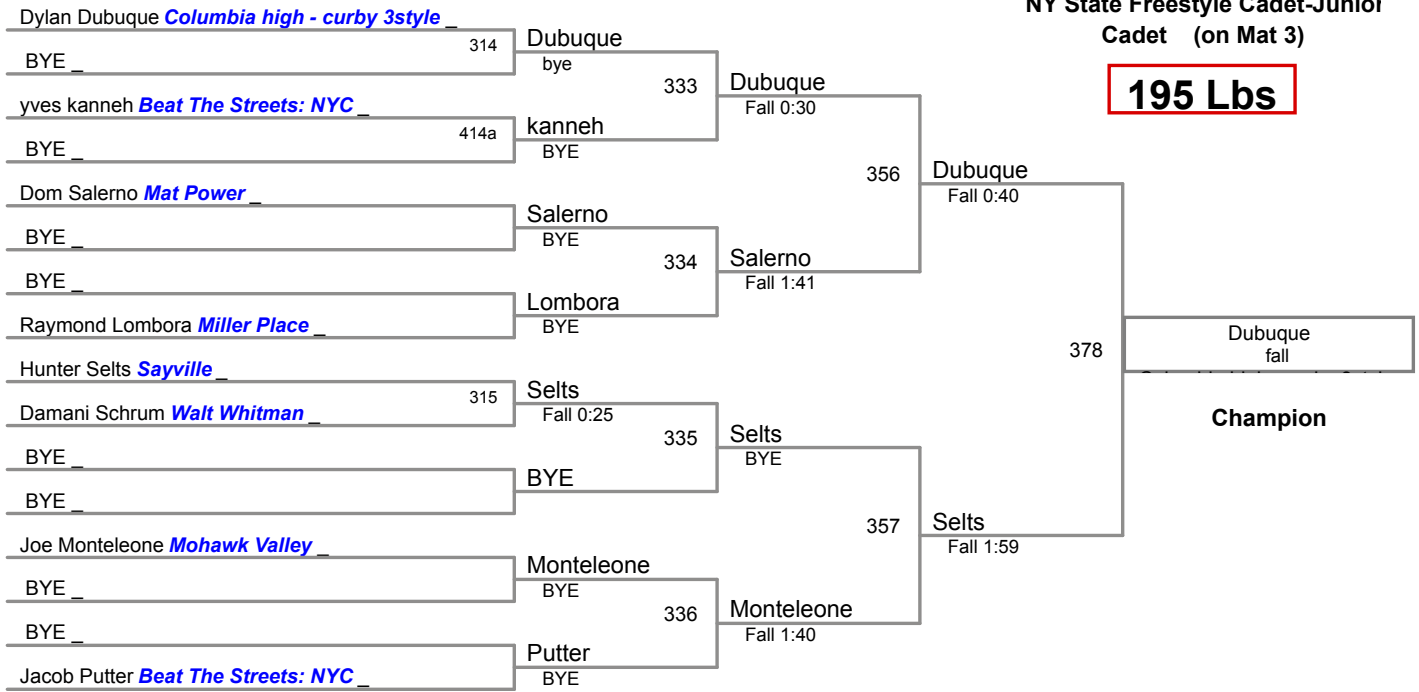 NY State Freestyle Cadet-Junior
Cadet (on Mat 3)
195 Lbs
Dylan Dubuque Columbia high - curby 3style _
BYE _
314
Dubuque
bye
yves kanneh Beat The Streets: NYC _
BYE _
414a
kanneh
BYE
333
Dubuque
Fall 0:30
Dom Salerno Mat Power _
BYE _
Salerno
BYE
BYE _
Raymond Lombora Miller Place _
Lombora
BYE
334
Salerno
Fall 1:41
356
Dubuque
Fall 0:40
Hunter Selts Sayville _
Damani Schrum Walt Whitman _
315
Selts
Fall 0:25
BYE _
BYE _
BYE
335
Selts
BYE
Joe Monteleone Mohawk Valley _
BYE _
Monteleone
BYE
BYE _
Jacob Putter Beat The Streets: NYC _
Putter
BYE
336
Monteleone
Fall 1:40
357
Selts
Fall 1:59
378
Dubuque
fall
Champion